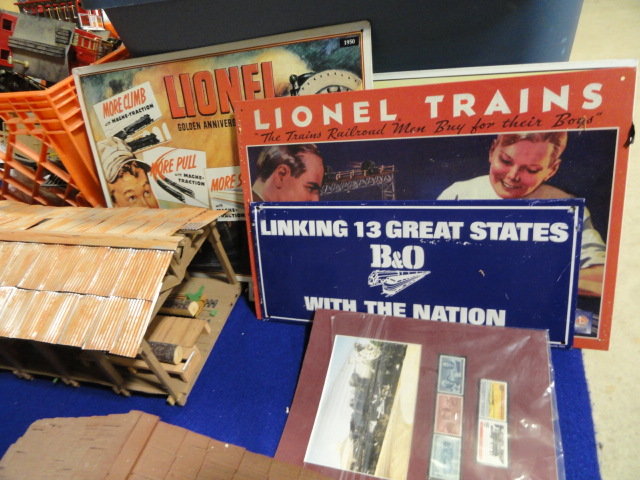 1950
LIONEL
GOLDEN ANNIVERS
MORE CLIMB
WITH MAGNE-TRACTION
MORE PULL
WITH MAGNE-TRACTION
MORE S
LIONEL TRAINS
"The Trains Railroad Men Buy for their Boys"
LINKING 13 GREAT STATES
B&O
WITH THE NATION